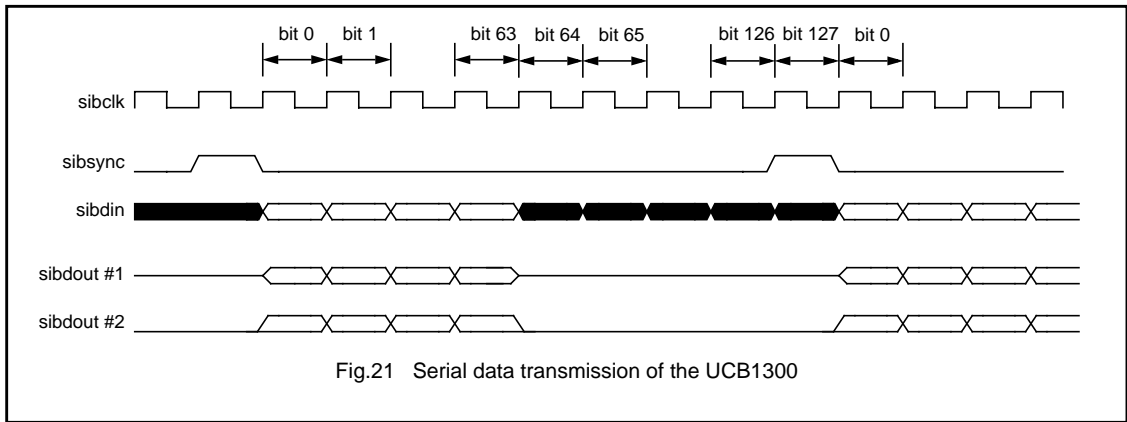 bit 0 bit 1 bit 63 bit 64 bit 65 bit 126 bit 127 bit 0
sibclk
sibsync
sibdin
sibdout #1
sibdout #2
Fig.21 Serial data transmission of the UCB1300